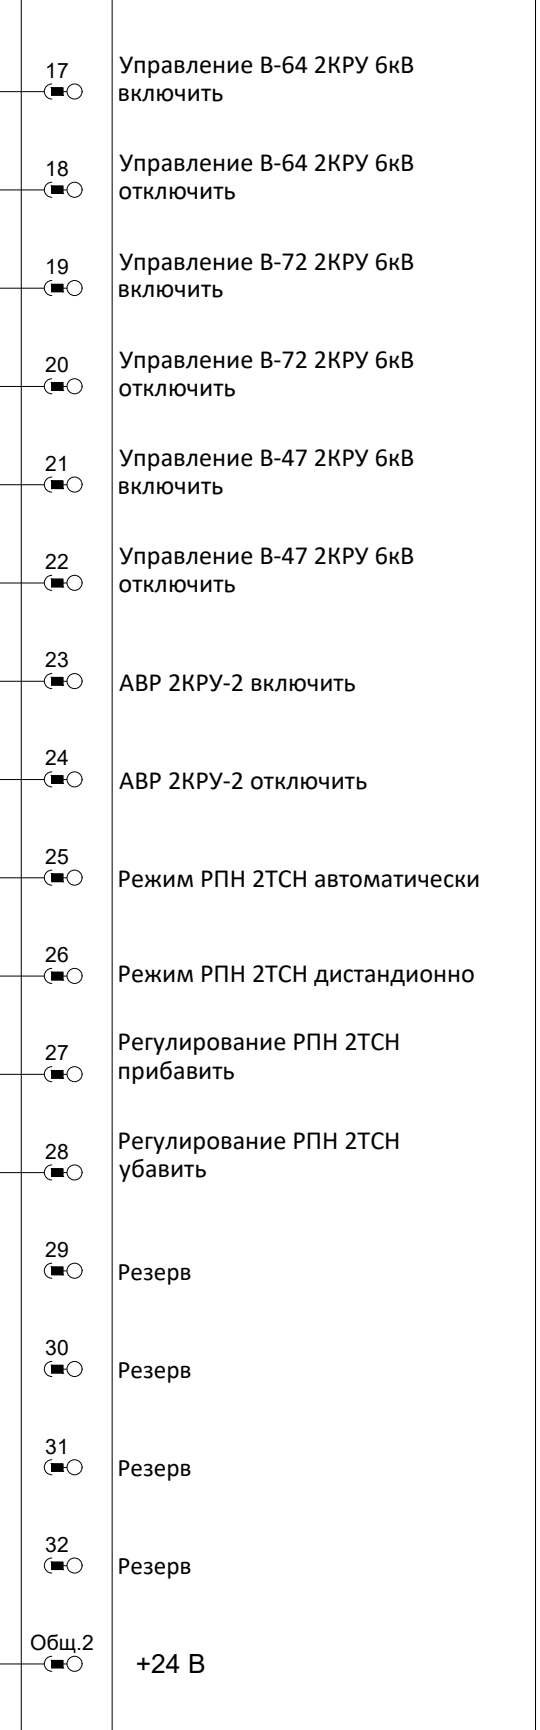 17
Управление В-64 2КРУ 6кВ
включить
18
Управление В-64 2КРУ 6кВ
отключить
19
Управление В-72 2КРУ 6кВ
включить
20
Управление В-72 2КРУ 6кВ
отключить
21
Управление В-47 2КРУ 6кВ
включить
22
Управление В-47 2КРУ 6кВ
отключить
23
АВР 2КРУ-2 включить
24
АВР 2КРУ-2 отключить
25
Режим РПН 2ТСН автоматически
26
Режим РПН 2ТСН дистандионно
27
Регулирование РПН 2ТСН
прибавить
28
Регулирование РПН 2ТСН
убавить
29
Резерв
30
Резерв
31
Резерв
32
Резерв
Общ.2
+24 В